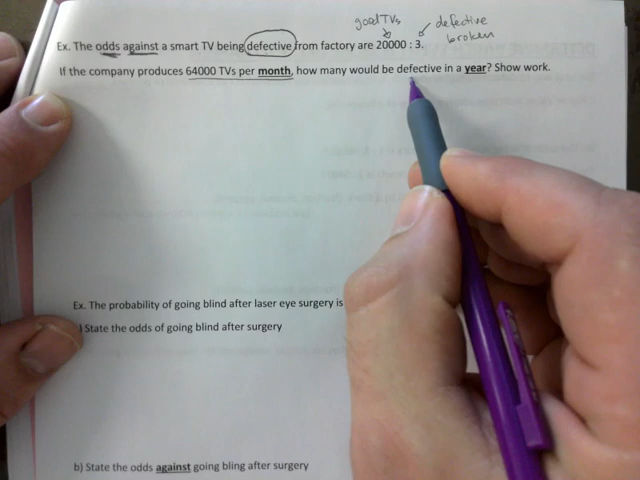 good TVs
defective
broken
Ex. The odds against a smart TV being defective from factory are 20000 : 3.
If the company produces 64000 TVs per month, how many would be defective in a year? Show work.
Ex. The probability of going blind after laser eye surgery is
) State the odds of going blind after surgery
b) State the odds against going bling after surgery